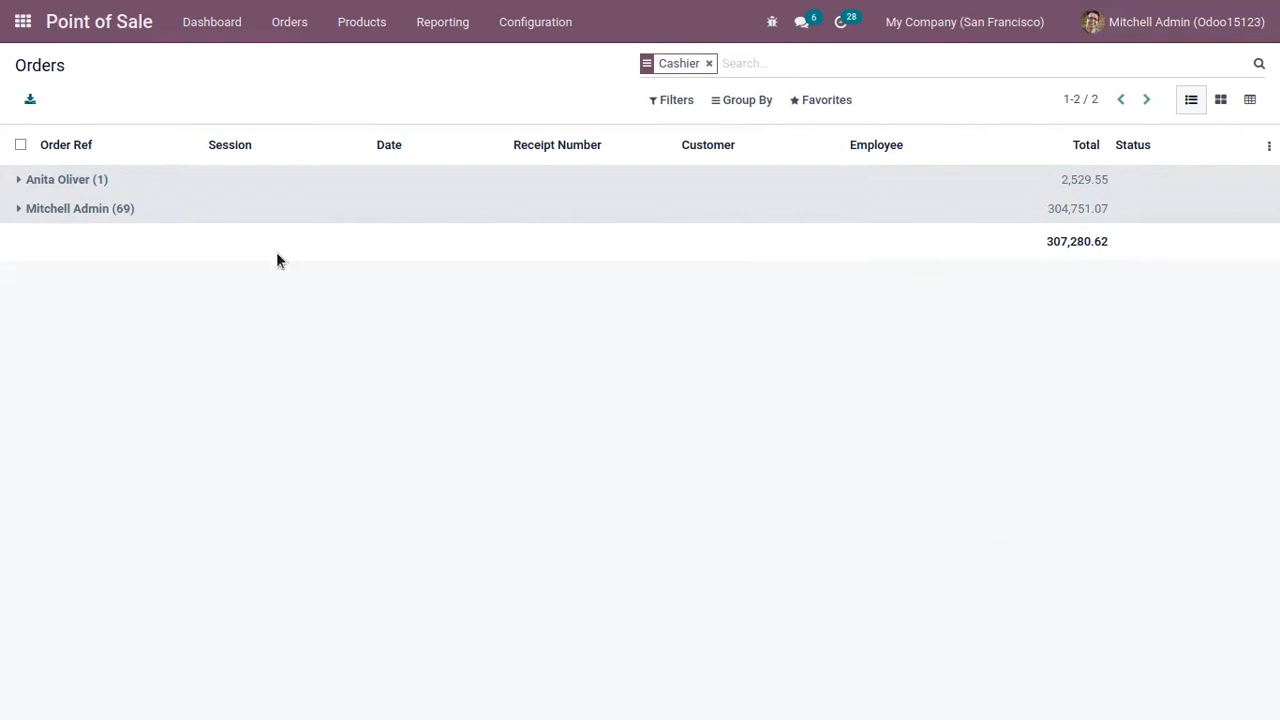 Point of Sale Dashboard Orders Products Reporting Configuration 6 28 My Company (San Francisco) Mitchell Admin (Odoo15123)
Orders
Cashier Search...
Filters Group By Favorites 1-2 / 2
Order Ref Session Date Receipt Number Customer Employee Total Status
Anita Oliver (1) 2,529.55
Mitchell Admin (69) 304,751.07
307,280.62